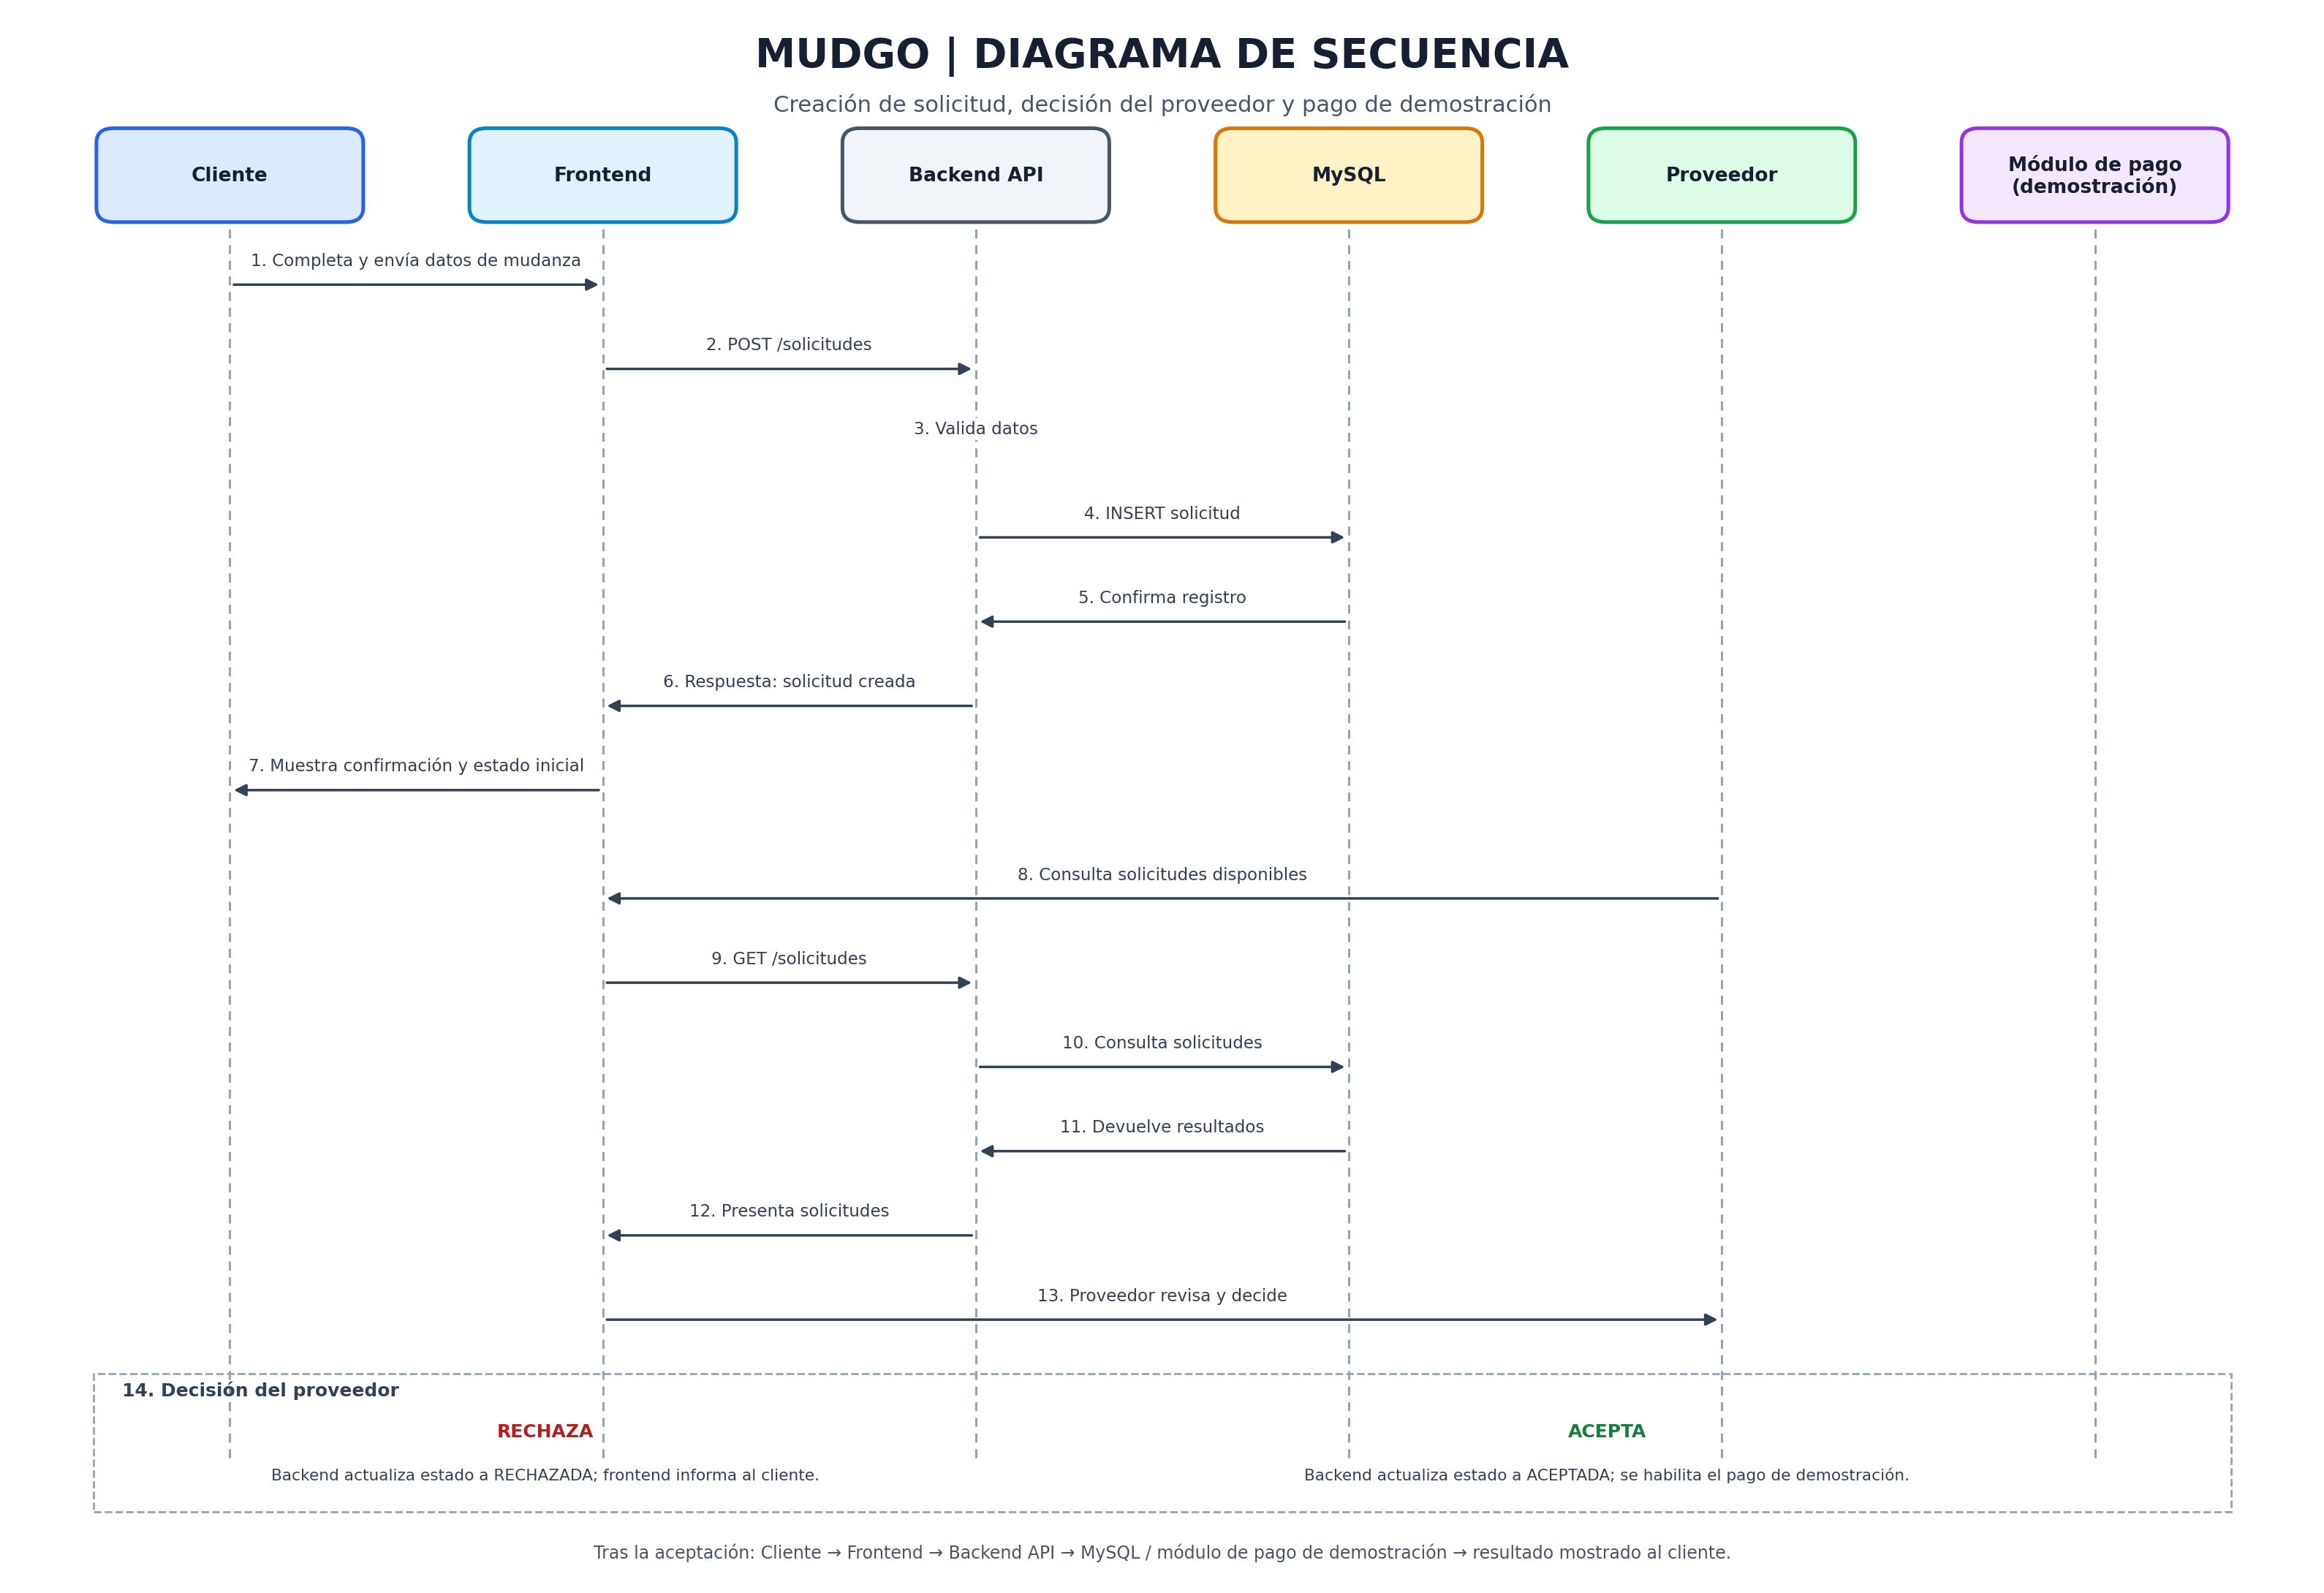 MUDGO | DIAGRAMA DE SECUENCIA
Creación de solicitud, decisión del proveedor y pago de demostración
Cliente
Frontend
Backend API
MySQL
Proveedor
Módulo de pago
(demostración)
1. Completa y envía datos de mudanza
2. POST /solicitudes
3. Valida datos
4. INSERT solicitud
5. Confirma registro
6. Respuesta: solicitud creada
7. Muestra confirmación y estado inicial
8. Consulta solicitudes disponibles
9. GET /solicitudes
10. Consulta solicitudes
11. Devuelve resultados
12. Presenta solicitudes
13. Proveedor revisa y decide
14. Decisión del proveedor
RECHAZA
ACEPTA
Backend actualiza estado a RECHAZADA; frontend informa al cliente.
Backend actualiza estado a ACEPTADA; se habilita el pago de demostración.
Tras la aceptación: Cliente → Frontend → Backend API → MySQL / módulo de pago de demostración → resultado mostrado al cliente.